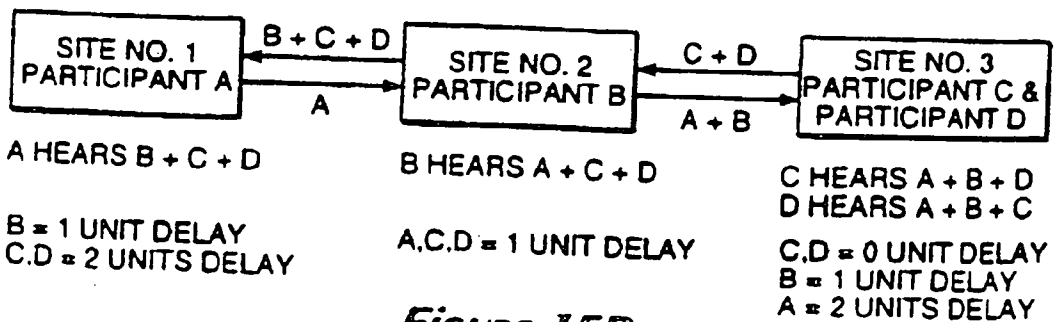 SITE NO. 1
PARTICIPANT A
B + C + D
A
SITE NO. 2
PARTICIPANT B
C + D
A + B
SITE NO. 3
PARTICIPANT C &
PARTICIPANT D
A HEARS B + C + D
B = 1 UNIT DELAY
C,D = 2 UNITS DELAY
B HEARS A + C + D
A,C,D = 1 UNIT DELAY
C HEARS A + B + D
D HEARS A + B + C
C,D = 0 UNIT DELAY
B = 1 UNIT DELAY
A = 2 UNITS DELAY